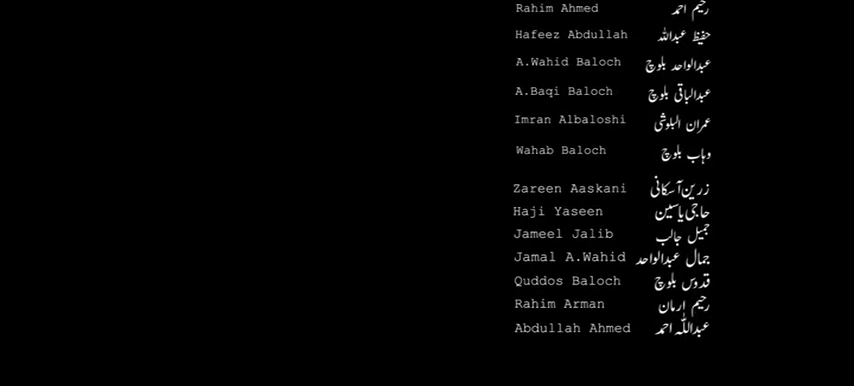 Rahim Ahmed رحیم احمد
Hafeez Abdullah حفیظ عبداللہ
A.Wahid Baloch عبدالواحد بلوچ
A.Baqi Baloch عبدالباقی بلوچ
Imran Albaloshi عمران البلوشی
Wahab Baloch وہاب بلوچ
Zareen Aaskani زرین آسکانی
Haji Yaseen حاجی یاسین
Jameel Jalib جمیل جالب
Jamal A.Wahid جمال عبدالواحد
Quddos Baloch قدوس بلوچ
Rahim Arman رحیم ارمان
Abdullah Ahmed عبداللہ احمد